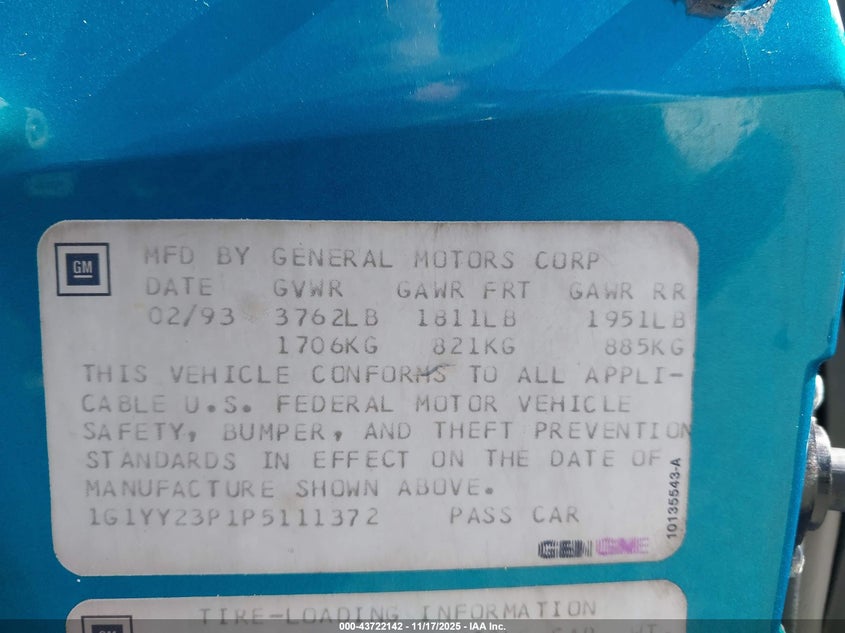 GM
MFD BY GENERAL MOTORS CORP
DATE GVWR GAWR FRT GAWR RR
02/93 3762LB 1811LB 1951LB
1706KG 821KG 885KG
THIS VEHICLE CONFORMS TO ALL APPLI-
CABLE U.S. FEDERAL MOTOR VEHICLE
SAFETY, BUMPER, AND THEFT PREVENTION
STANDARDS IN EFFECT ON THE DATE OF
MANUFACTURE SHOWN ABOVE.
1G1YY23P1P5111372 PASS CAR
10135543-A
TIRE-LOADING INFORMATION
000-43722142 - 11/17/2025 - IAA Inc.